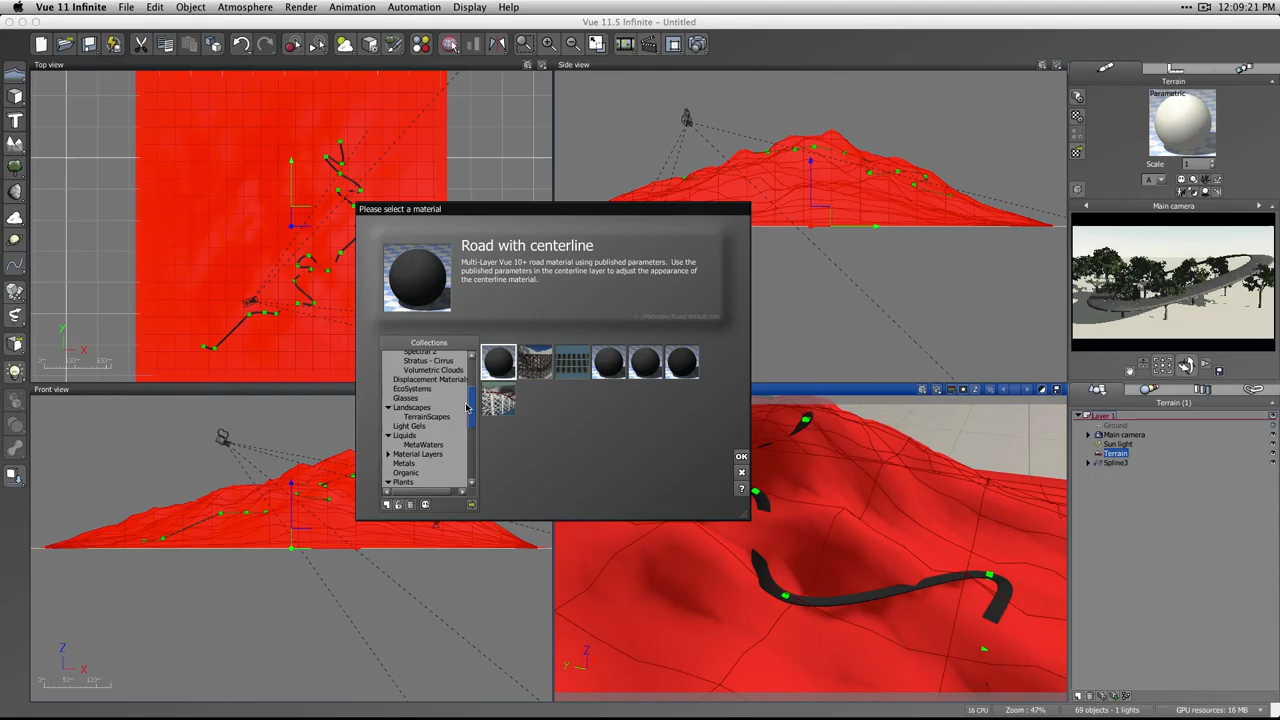 Vue 11 Infinite File Edit Object Atmosphere Render Animation Automation Display Help 12:09:21 PM
Vue 11.5 Infinite - Untitled
Top view
Side view
Terrain
Parametric
Scale 1
A
Main camera
Please select a material
Road with centerline
Multi-Layer Vue 10+ road material using published parameters. Use the
published parameters in the centerline layer to adjust the appearance of
the centerline material.
Collections
Spectral 2
Stratus - Cirrus
Volumetric Clouds
Displacement Materials
EcoSystems
Glasses
Landscapes
TerrainScapes
Light Gels
Liquids
MetaWaters
Material Layers
Metals
Organic
Plants
OK
?
y
X
Front view
Z
X
Z
y
Terrain (1)
Layer 1
Ground
Main camera
Sun light
Terrain
Spline3
16 CPU Zoom : 47% 69 objects - 1 lights GPU resources: 16 MB